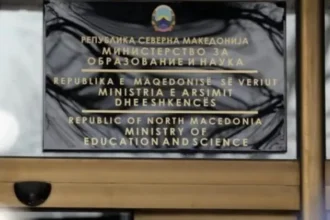 РЕПУБЛИКА СЕВЕРНА МАКЕДОНИЈА
МИНИСТЕРСТВО ЗА
ОБРАЗОВАНИЕ И НАУКА
REPUBLIKA E MAQEDONISË SË VERIUT
MINISTRIA E ARSIMIT
DHE SHKENCËS
REPUBLIC OF NORTH MACEDONIA
MINISTRY OF
EDUCATION AND SCIENCE